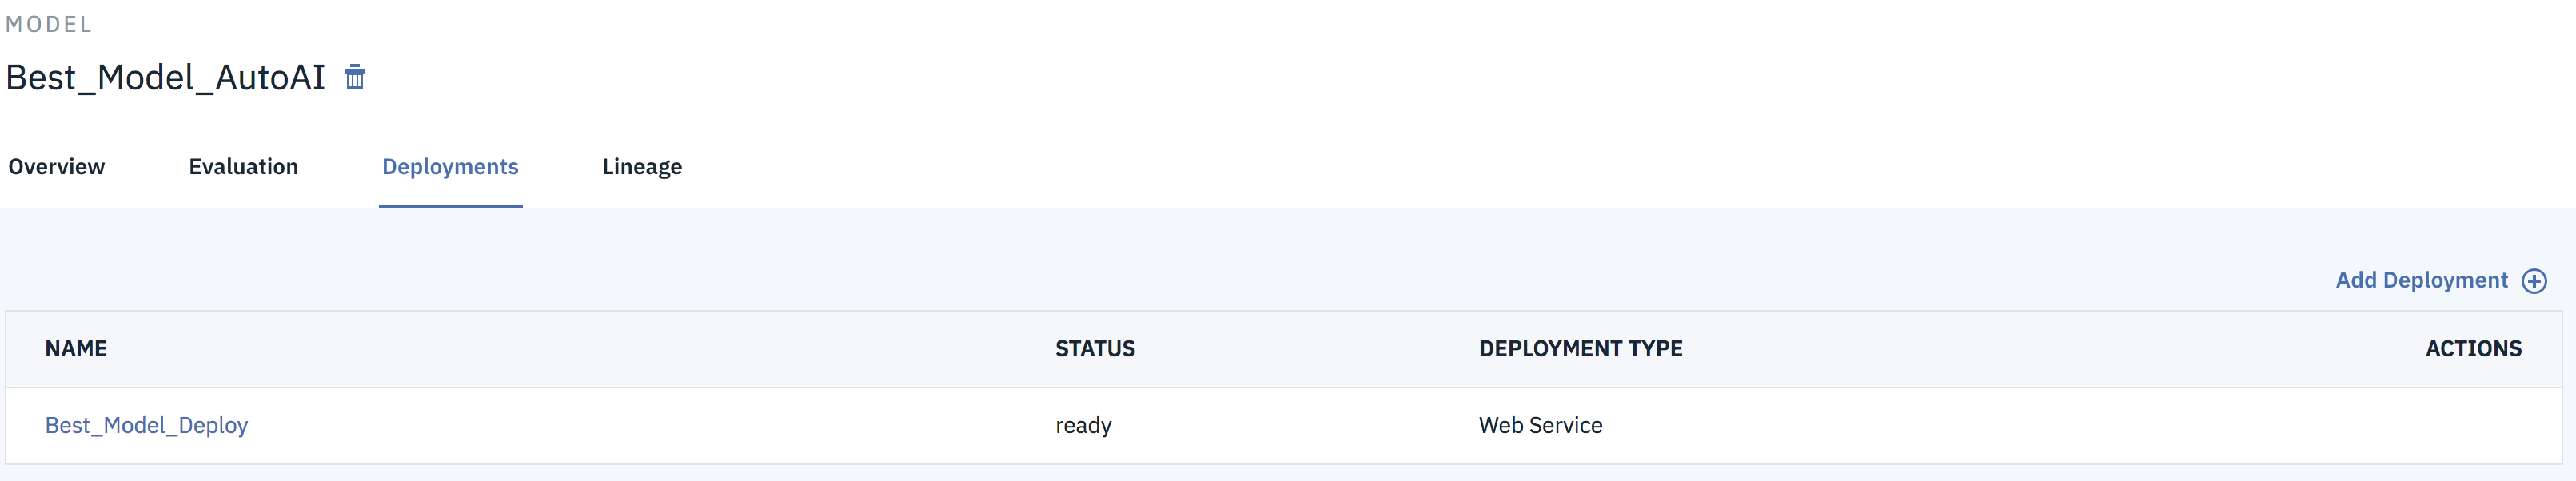 MODEL
Best_Model_AutoAI
Overview Evaluation Deployments Lineage
Add Deployment
NAME STATUS DEPLOYMENT TYPE ACTIONS
Best_Model_Deploy ready Web Service